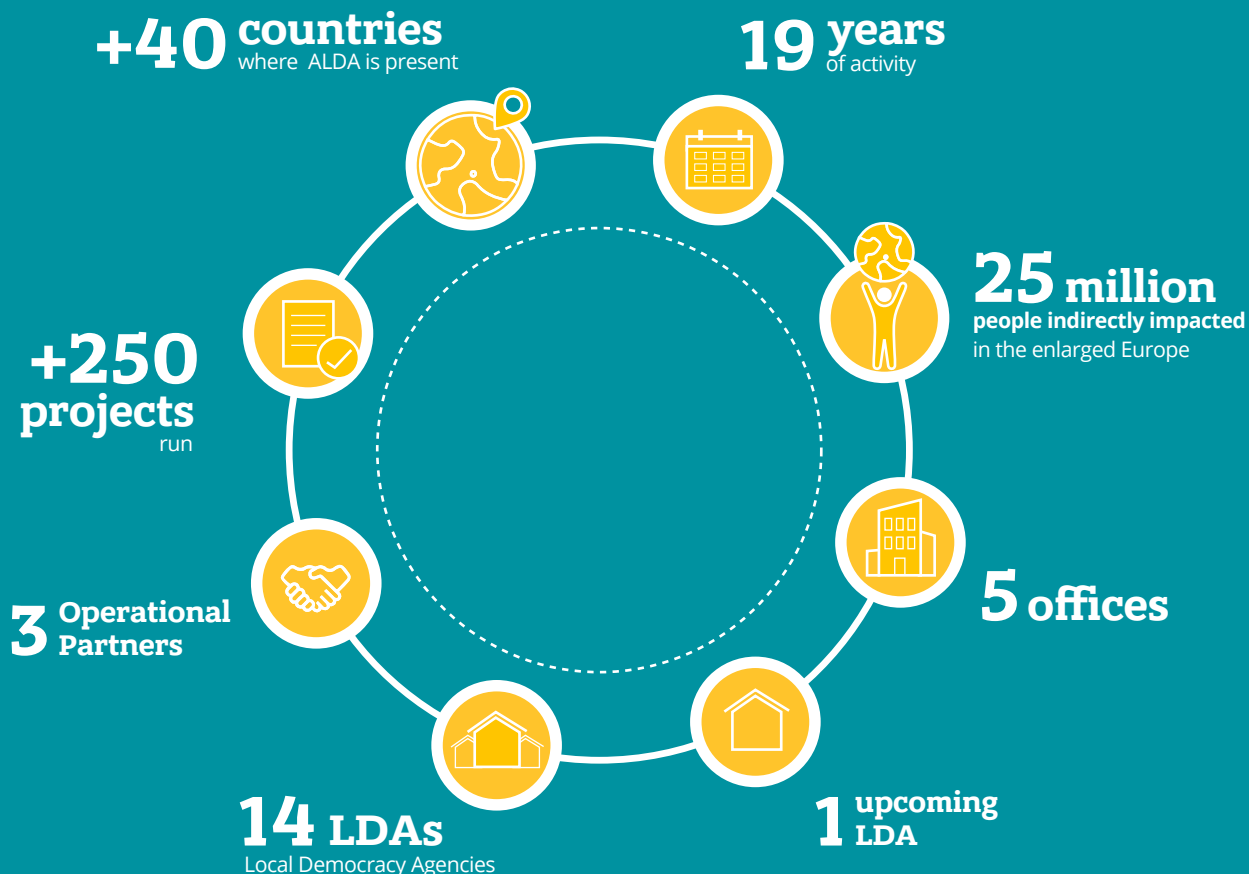 +40 countries
where ALDA is present
19 years
of activity
25 million
people indirectly impacted
in the enlarged Europe
+250
projects
run
5 offices
3 Operational
Partners
14 LDAs
Local Democracy Agencies
1 upcoming
LDA